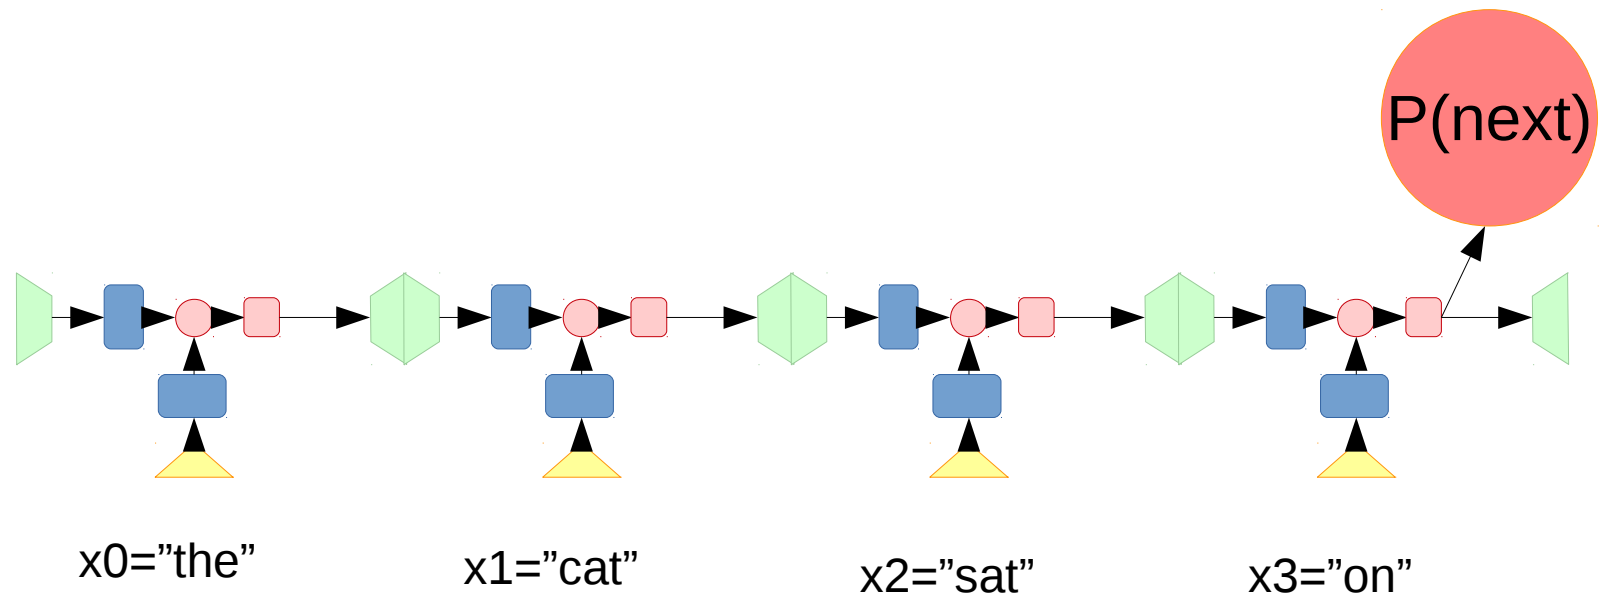 P(next)
x0=”the”
x1=”cat”
x2=”sat”
x3=”on”